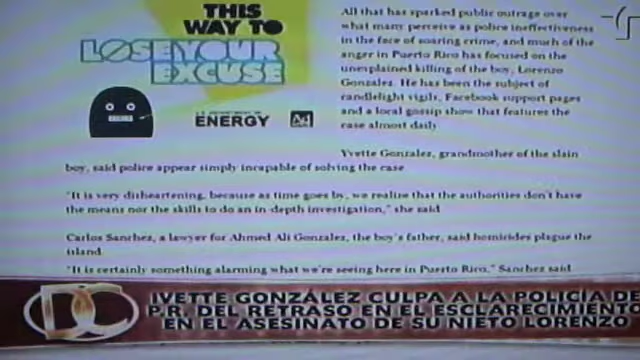 THIS
WAY TO
LOSE YOUR
EXCUSE
U.S. DEPARTMENT OF
ENERGY
Ad
All that has sparked public outrage over
what many perceive as police ineffectiveness
in the face of soaring crime, and much of the
anger in Puerto Rico has focused on the
unexplained killing of the boy, Lorenzo
Gonzalez. He has been the subject of
candlelight vigils, Facebook support pages
and a local gossip show that features the
case almost daily
Yvette Gonzalez, grandmother of the slain
boy, said police appear simply incapable of solving the case
"It is very disheartening, because as time goes by, we realize that the authorities don't have
the means nor the skills to do an in-depth investigation," she said
Carlos Sanchez, a lawyer for Ahmed Ali Gonzalez, the boy's father, said homicides plague the
island
"It is certainly something alarming what we're seeing here in Puerto Rico," Sanchez said
DC
IVETTE GONZÁLEZ CULPA A LA POLICÍA DE
P.R. DEL RETRASO EN EL ESCLARECIMIENTO
EN EL ASESINATO DE SU NIETO LORENZO